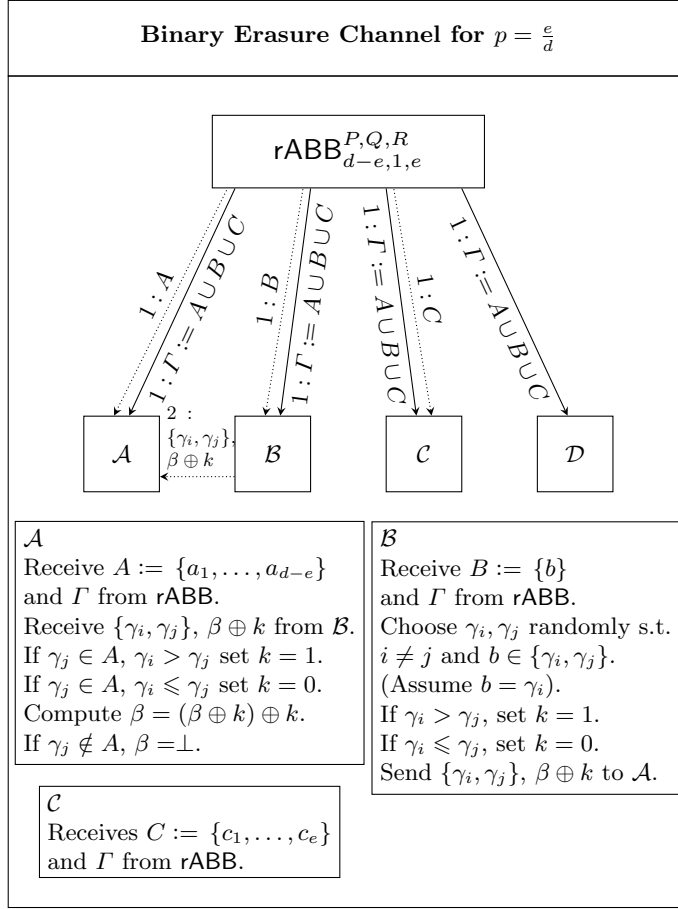 Binary Erasure Channel for $p = \frac{e}{d}$
$\mathsf{rABB}^{P,Q,R}_{d-e,1,e}$
1 : A
1 : Γ := A ∪ B ∪ C
1 : B
1 : Γ := A ∪ B ∪ C
1 : Γ := A ∪ B ∪ C
1 : C
1 : Γ := A ∪ B ∪ C
2 :
{γ_i, γ_j},
β ⊕ k
𝒜
ℬ
𝒞
𝒟
𝒜
Receive A := {a_1, . . . , a_{d−e}}
and Γ from rABB.
Receive {γ_i, γ_j}, β ⊕ k from ℬ.
If γ_j ∈ A, γ_i > γ_j set k = 1.
If γ_j ∈ A, γ_i ⩽ γ_j set k = 0.
Compute β = (β ⊕ k) ⊕ k.
If γ_j ∉ A, β =⊥.
ℬ
Receive B := {b}
and Γ from rABB.
Choose γ_i, γ_j randomly s.t.
i ≠ j and b ∈ {γ_i, γ_j}.
(Assume b = γ_i).
If γ_i > γ_j, set k = 1.
If γ_i ⩽ γ_j, set k = 0.
Send {γ_i, γ_j}, β ⊕ k to 𝒜.
𝒞
Receives C := {c_1, . . . , c_e}
and Γ from rABB.